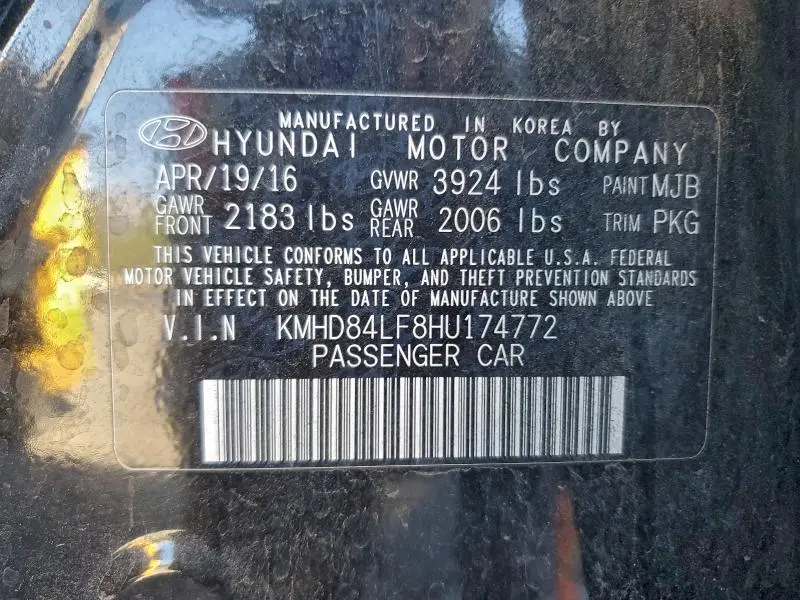 MANUFACTURED IN KOREA BY
HYUNDAI MOTOR COMPANY
APR/19/16 GVWR 3924 lbs PAINT MJB
GAWR FRONT 2183 lbs GAWR REAR 2006 lbs TRIM PKG
THIS VEHICLE CONFORMS TO ALL APPLICABLE U.S.A. FEDERAL
MOTOR VEHICLE SAFETY, BUMPER, AND THEFT PREVENTION STANDARDS
IN EFFECT ON THE DATE OF MANUFACTURE SHOWN ABOVE
V.I.N KMHD84LF8HU174772
PASSENGER CAR